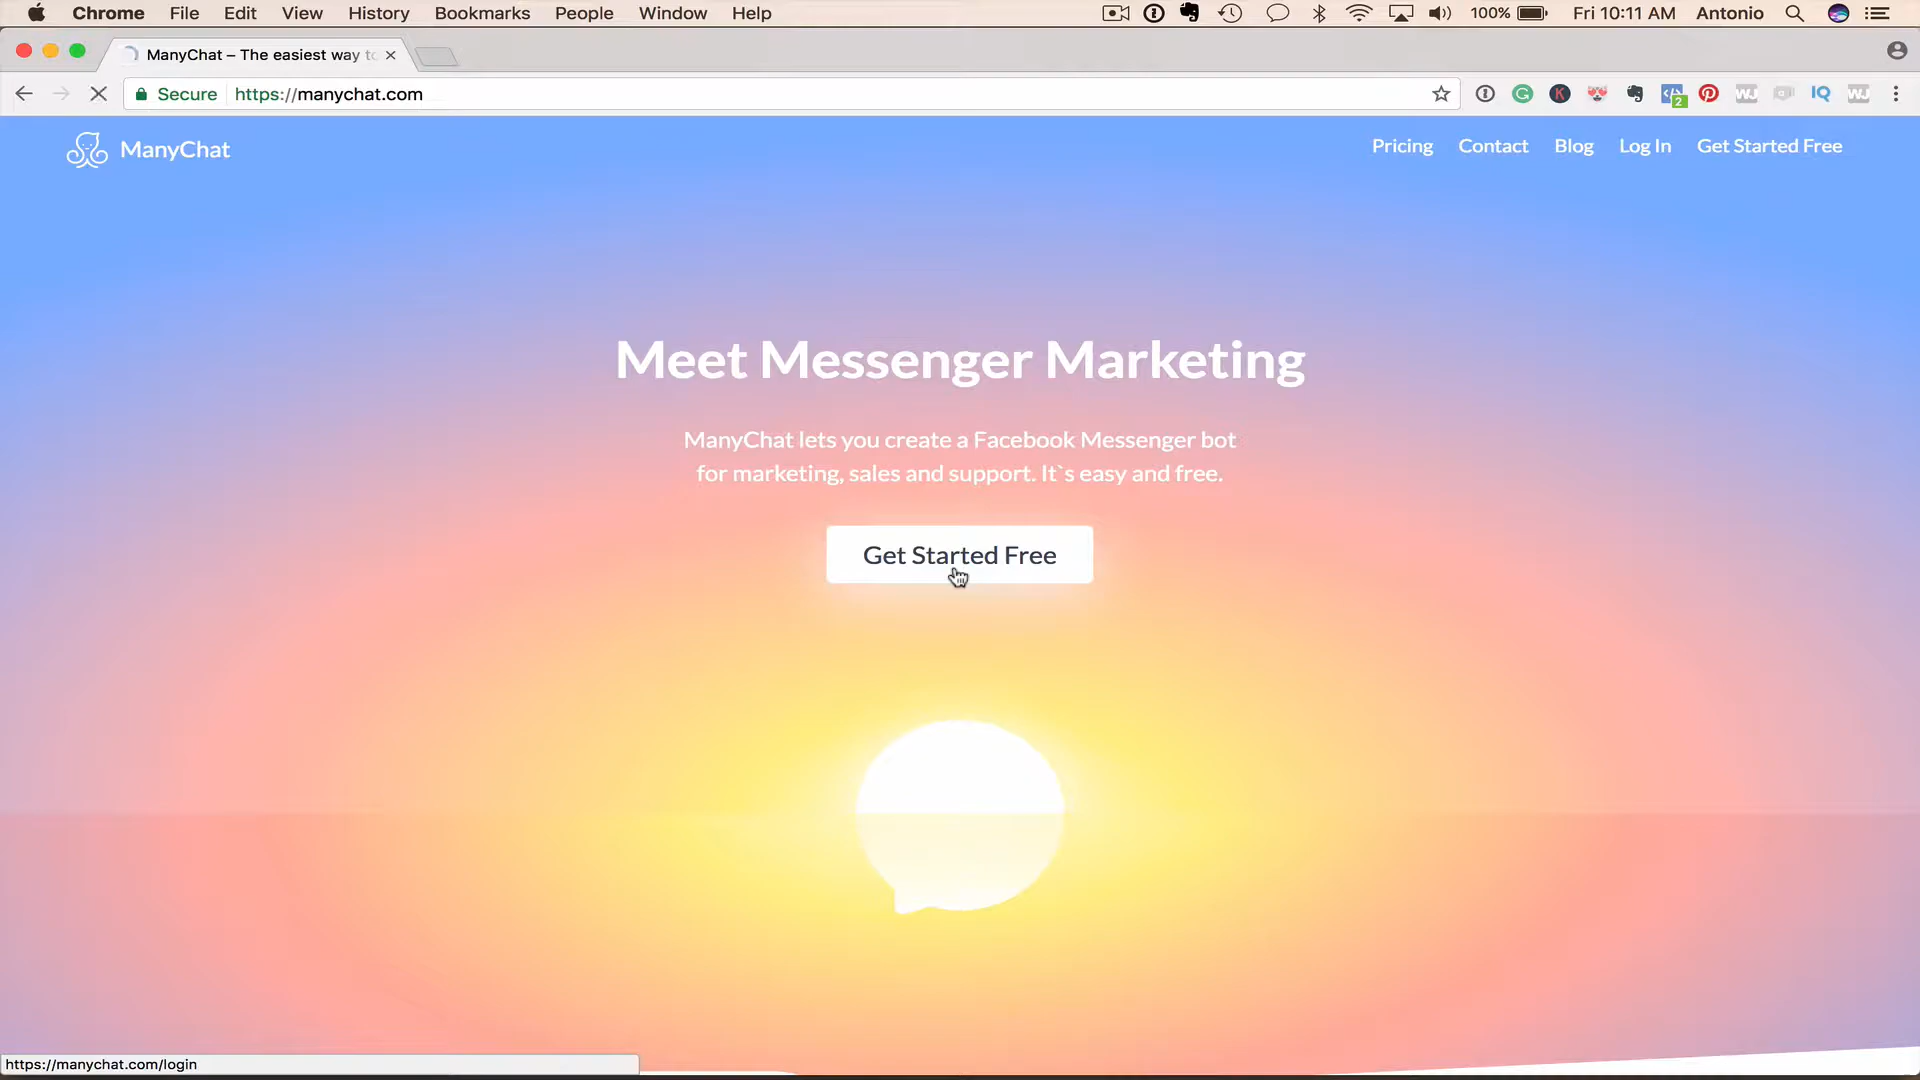 Chrome File Edit View History Bookmarks People Window Help 100% Fri 10:11 AM Antonio
ManyChat – The easiest way to
Secure https://manychat.com
ManyChat
Pricing Contact Blog Log In Get Started Free
Meet Messenger Marketing
ManyChat lets you create a Facebook Messenger bot
for marketing, sales and support. It`s easy and free.
Get Started Free
https://manychat.com/login